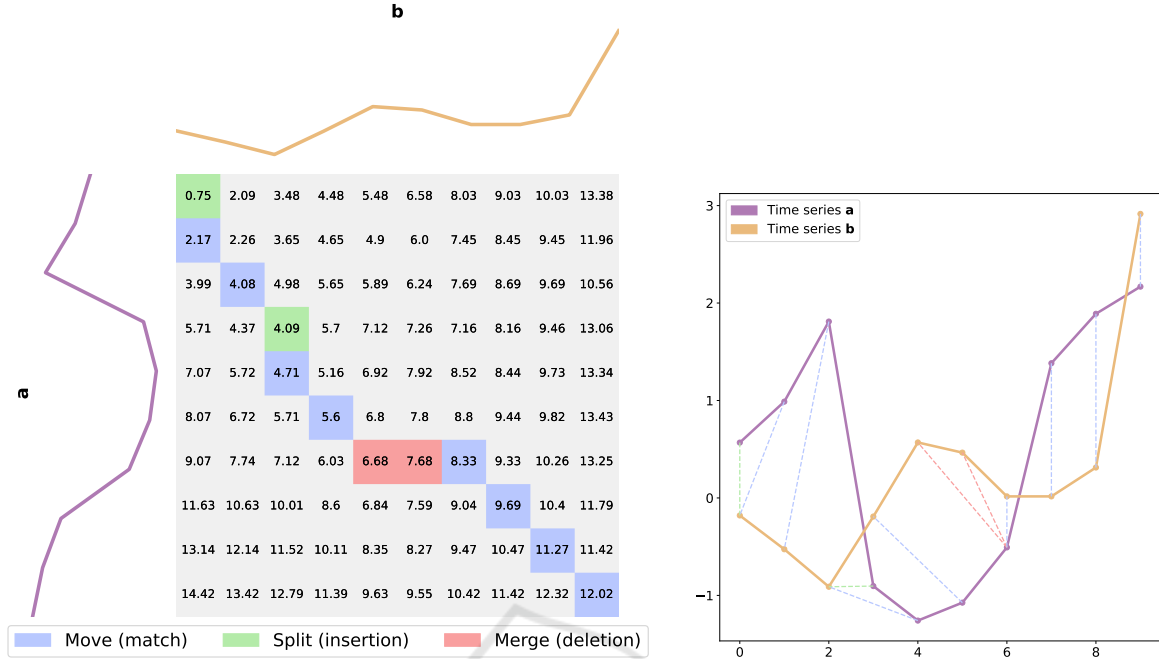 b
a
0.75 2.09 3.48 4.48 5.48 6.58 8.03 9.03 10.03 13.38
2.17 2.26 3.65 4.65 4.9 6.0 7.45 8.45 9.45 11.96
3.99 4.08 4.98 5.65 5.89 6.24 7.69 8.69 9.69 10.56
5.71 4.37 4.09 5.7 7.12 7.26 7.16 8.16 9.46 13.06
7.07 5.72 4.71 5.16 6.92 7.92 8.52 8.44 9.73 13.34
8.07 6.72 5.71 5.6 6.8 7.8 8.8 9.44 9.82 13.43
9.07 7.74 7.12 6.03 6.68 7.68 8.33 9.33 10.26 13.25
11.63 10.63 10.01 8.6 6.84 7.59 9.04 9.69 10.4 11.79
13.14 12.14 11.52 10.11 8.35 8.27 9.47 10.47 11.27 11.42
14.42 13.42 12.79 11.39 9.63 9.55 10.42 11.42 12.32 12.02
Move (match) Split (insertion) Merge (deletion)
Time series a
Time series b
3
2
1
0
−1
0 2 4 6 8